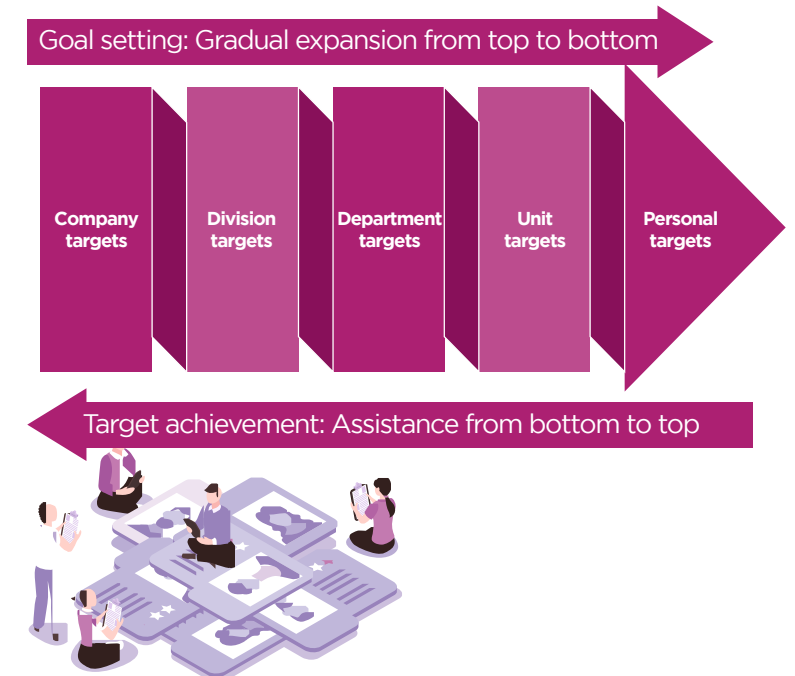 Goal setting: Gradual expansion from top to bottom
Company
targets
Division
targets
Department
targets
Unit
targets
Personal
targets
Target achievement: Assistance from bottom to top